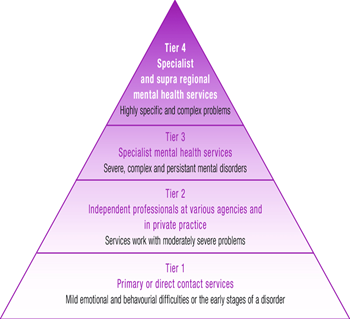 Tier 4
Specialist
and supra regional
mental health services
Highly specific and complex problems
Tier 3
Specialist mental health services
Severe, complex and persistant mental disorders
Tier 2
Independent professionals at various agencies and
in private practice
Services work with moderately severe problems
Tier 1
Primary or direct contact services
Mild emotional and behavourial difficulties or the early stages of a disorder